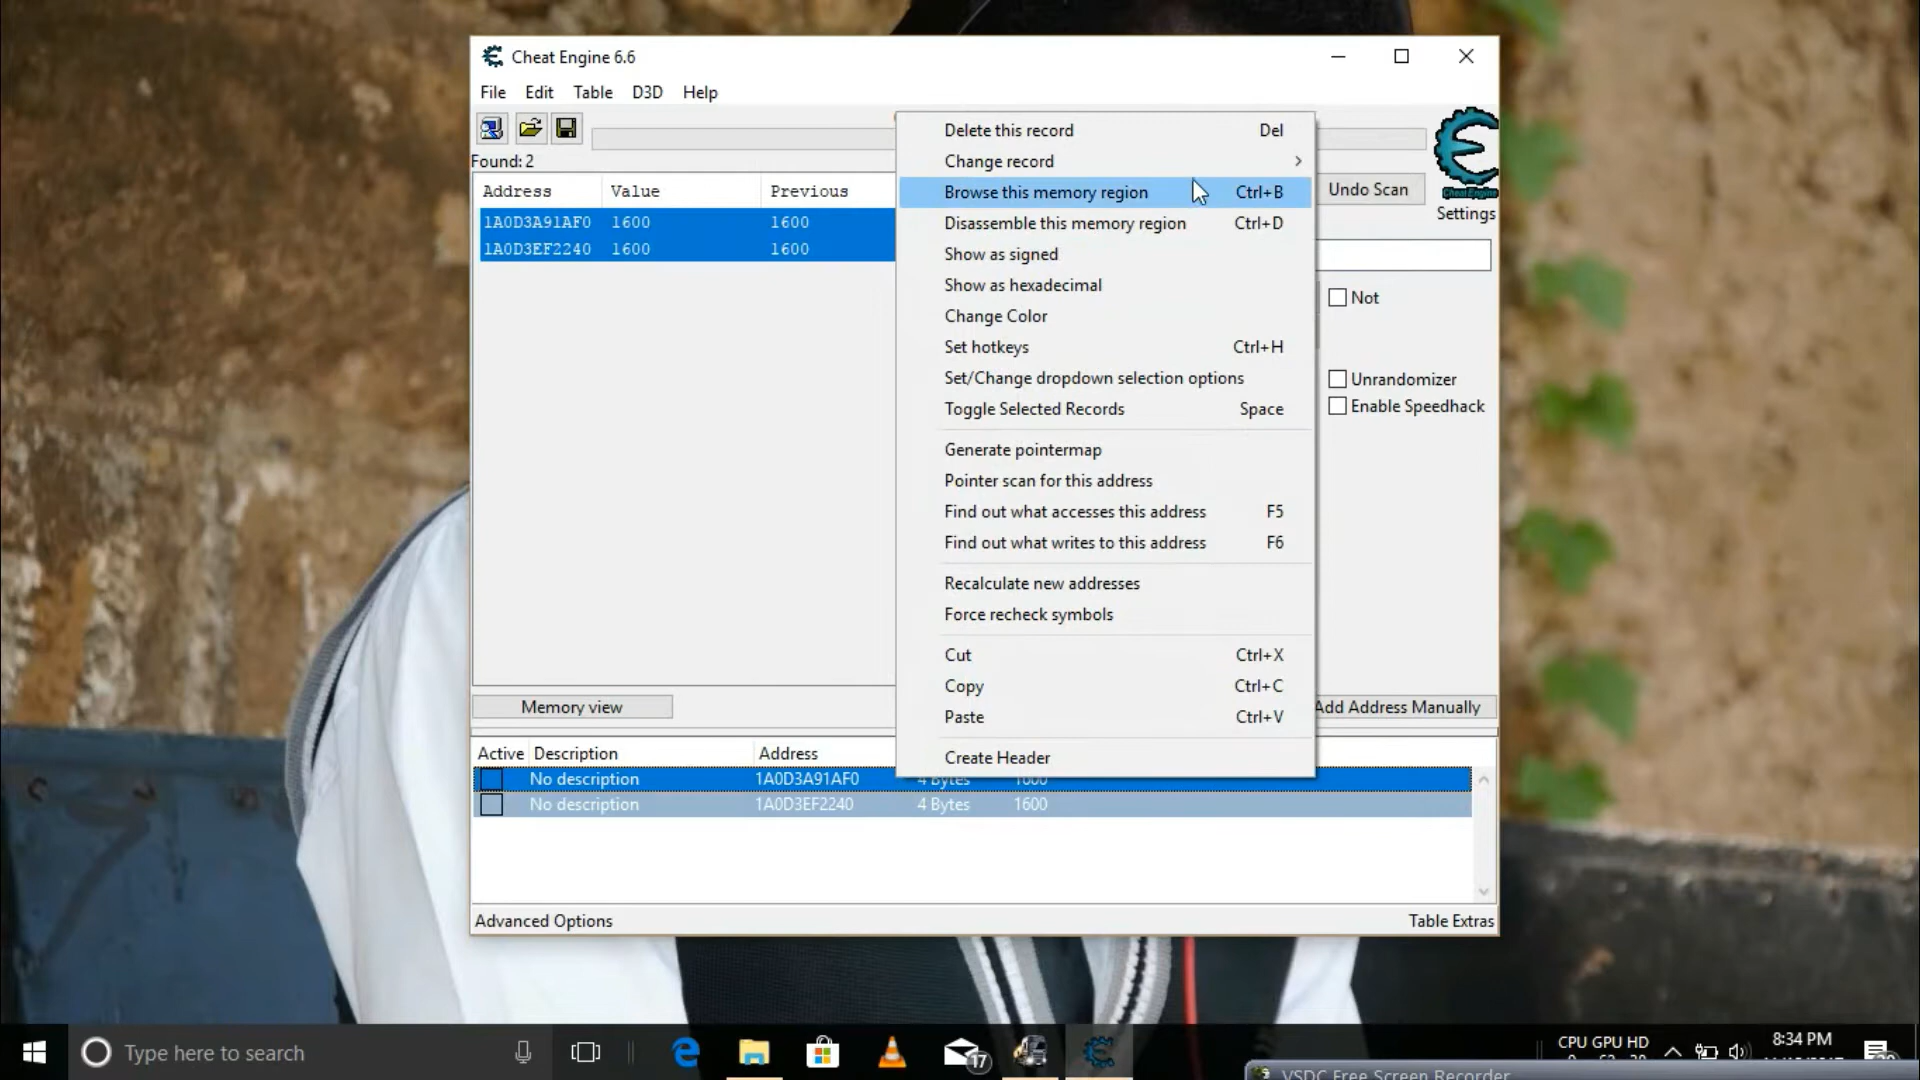 Cheat Engine 6.6
File Edit Table D3D Help
Found: 2
Address Value Previous
1A0D3A91AF0 1600 1600
1A0D3EF2240 1600 1600
Delete this record Del
Change record
Browse this memory region Ctrl+B
Disassemble this memory region Ctrl+D
Show as signed
Show as hexadecimal
Change Color
Set hotkeys Ctrl+H
Set/Change dropdown selection options
Toggle Selected Records Space
Generate pointermap
Pointer scan for this address
Find out what accesses this address F5
Find out what writes to this address F6
Recalculate new addresses
Force recheck symbols
Cut Ctrl+X
Copy Ctrl+C
Paste Ctrl+V
Create Header
Undo Scan
Cheat Engine
Settings
Not
Unrandomizer
Enable Speedhack
Memory view
Add Address Manually
Active Description Address
No description 1A0D3A91AF0 4 Bytes 1600
No description 1A0D3EF2240 4 Bytes 1600
Advanced Options Table Extras
Type here to search
17
CPU GPU HD
8:34 PM
VSDC Free Screen Recorder